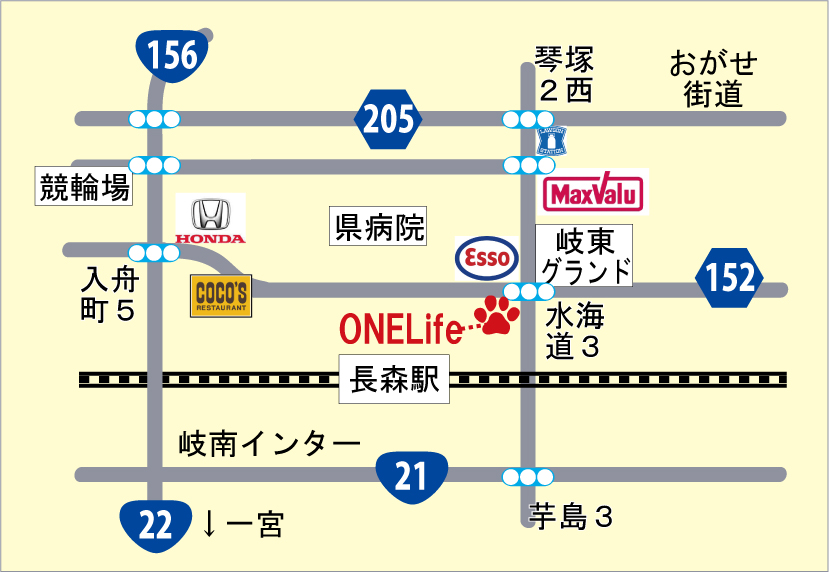 156
琴塚
２西
おがせ
街道
205
LAWSON
STATION
競輪場
MaxValu
HONDA
県病院
岐東
グランド
Esso
入舟
町５
COCO'S
RESTAURANT
152
ONELife
水海
道３
長森駅
岐南インター
21
22
↓一宮
芋島３